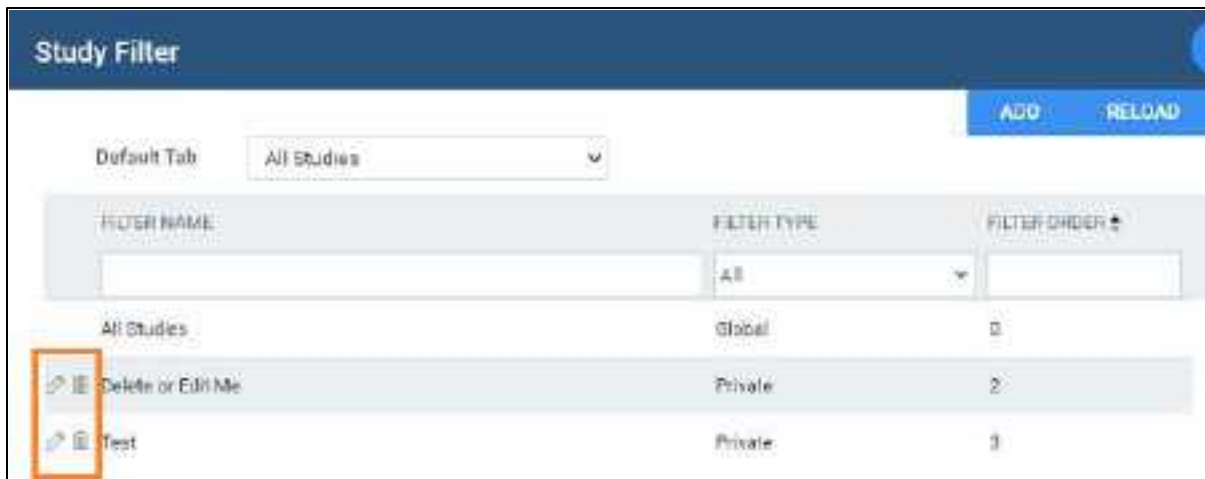 Study Filter
ADD RELOAD
Default Tab All Studies
FILTER NAME FILTER TYPE FILTER ORDER
All
All Studies Global 0
Delete or Edit Me Private 2
Test Private 3